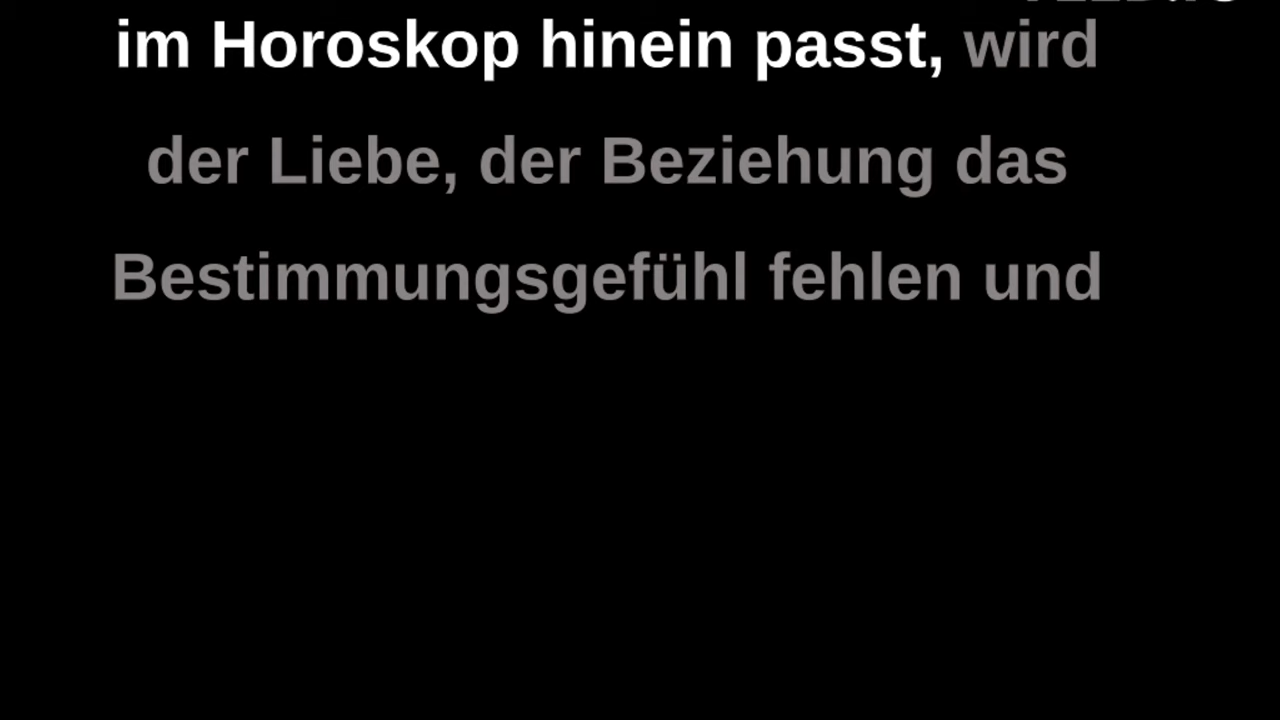 im Horoskop hinein passt, wird
der Liebe, der Beziehung das
Bestimmungsgefühl fehlen und